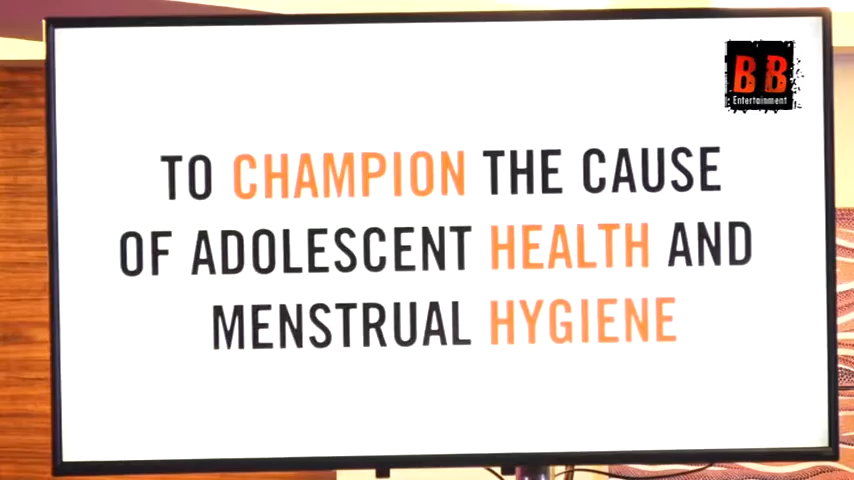 BB
Entertainment
TO CHAMPION THE CAUSE
OF ADOLESCENT HEALTH AND
MENSTRUAL HYGIENE